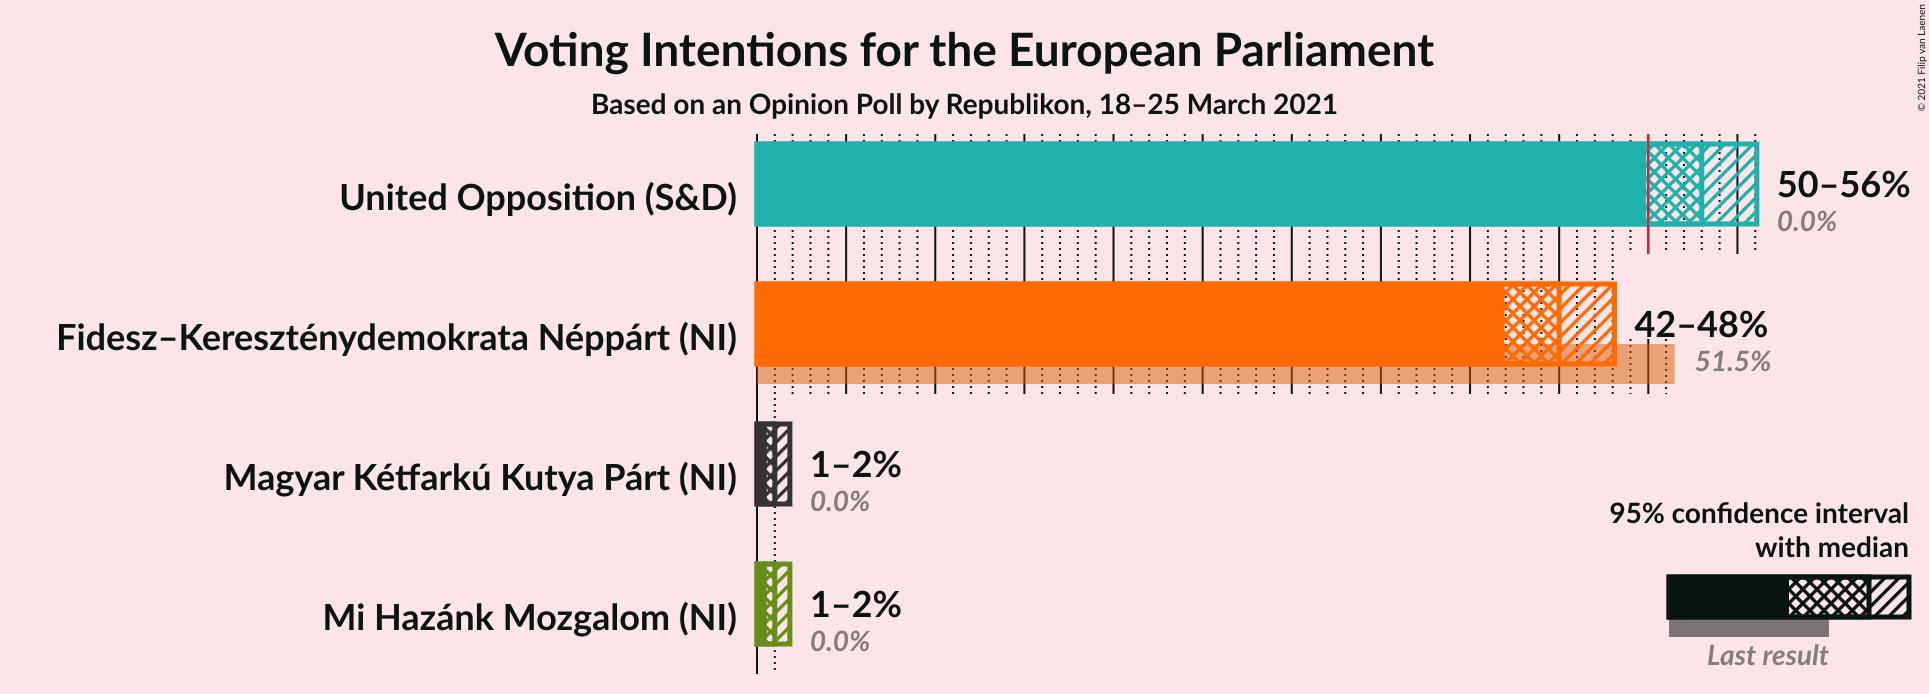 Voting Intentions for the European Parliament
Based on an Opinion Poll by Republikon, 18–25 March 2021
© 2021 Filip van Laenen
United Opposition (S&D)
50–56%
0.0%
Fidesz–Kereszténydemokrata Néppárt (NI)
42–48%
51.5%
Magyar Kétfarkú Kutya Párt (NI)
1–2%
0.0%
Mi Hazánk Mozgalom (NI)
1–2%
0.0%
95% confidence interval
with median
Last result